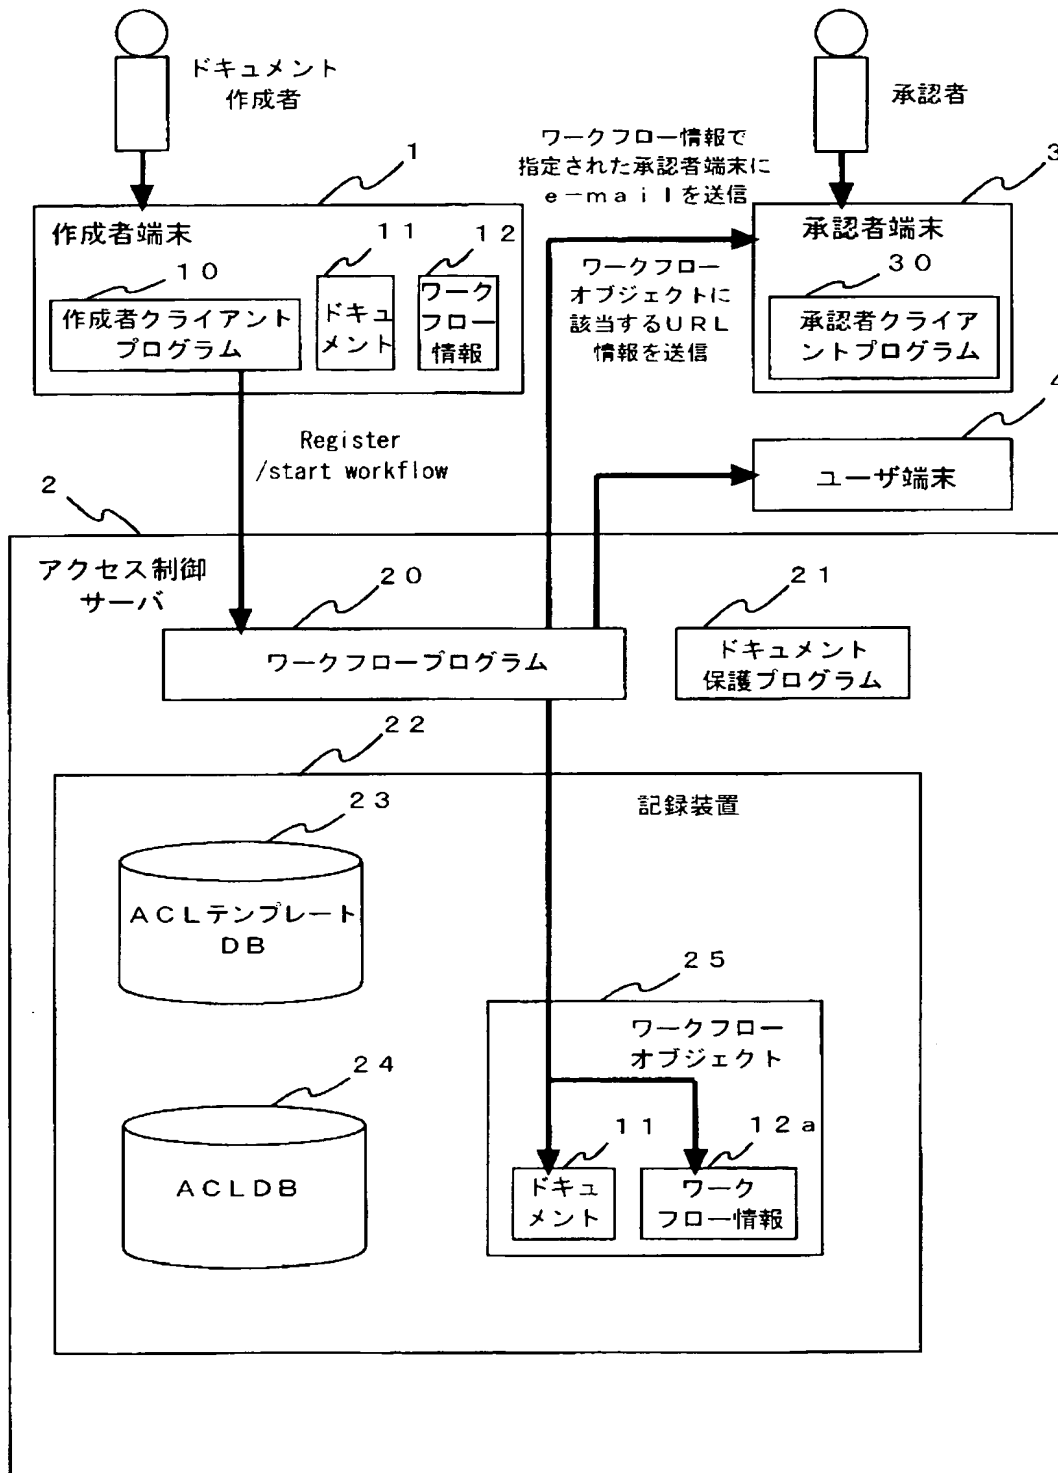 ドキュメント
作成者
承認者
ワークフロー情報で
指定された承認者端末に
e-mailを送信
1
3
作成者端末
11
12
10
作成者クライアント
プログラム
ドキュ
メント
ワーク
フロー
情報
ワークフロー
オブジェクトに
該当するURL
情報を送信
承認者端末
30
承認者クライア
ントプログラム
4
ユーザ端末
Register
/start workflow
2
アクセス制御
サーバ
20
ワークフロープログラム
21
ドキュメント
保護プログラム
22
記録装置
23
ACLテンプレート
DB
24
ACLDB
25
ワークフロー
オブジェクト
11
12a
ドキュ
メント
ワーク
フロー情報